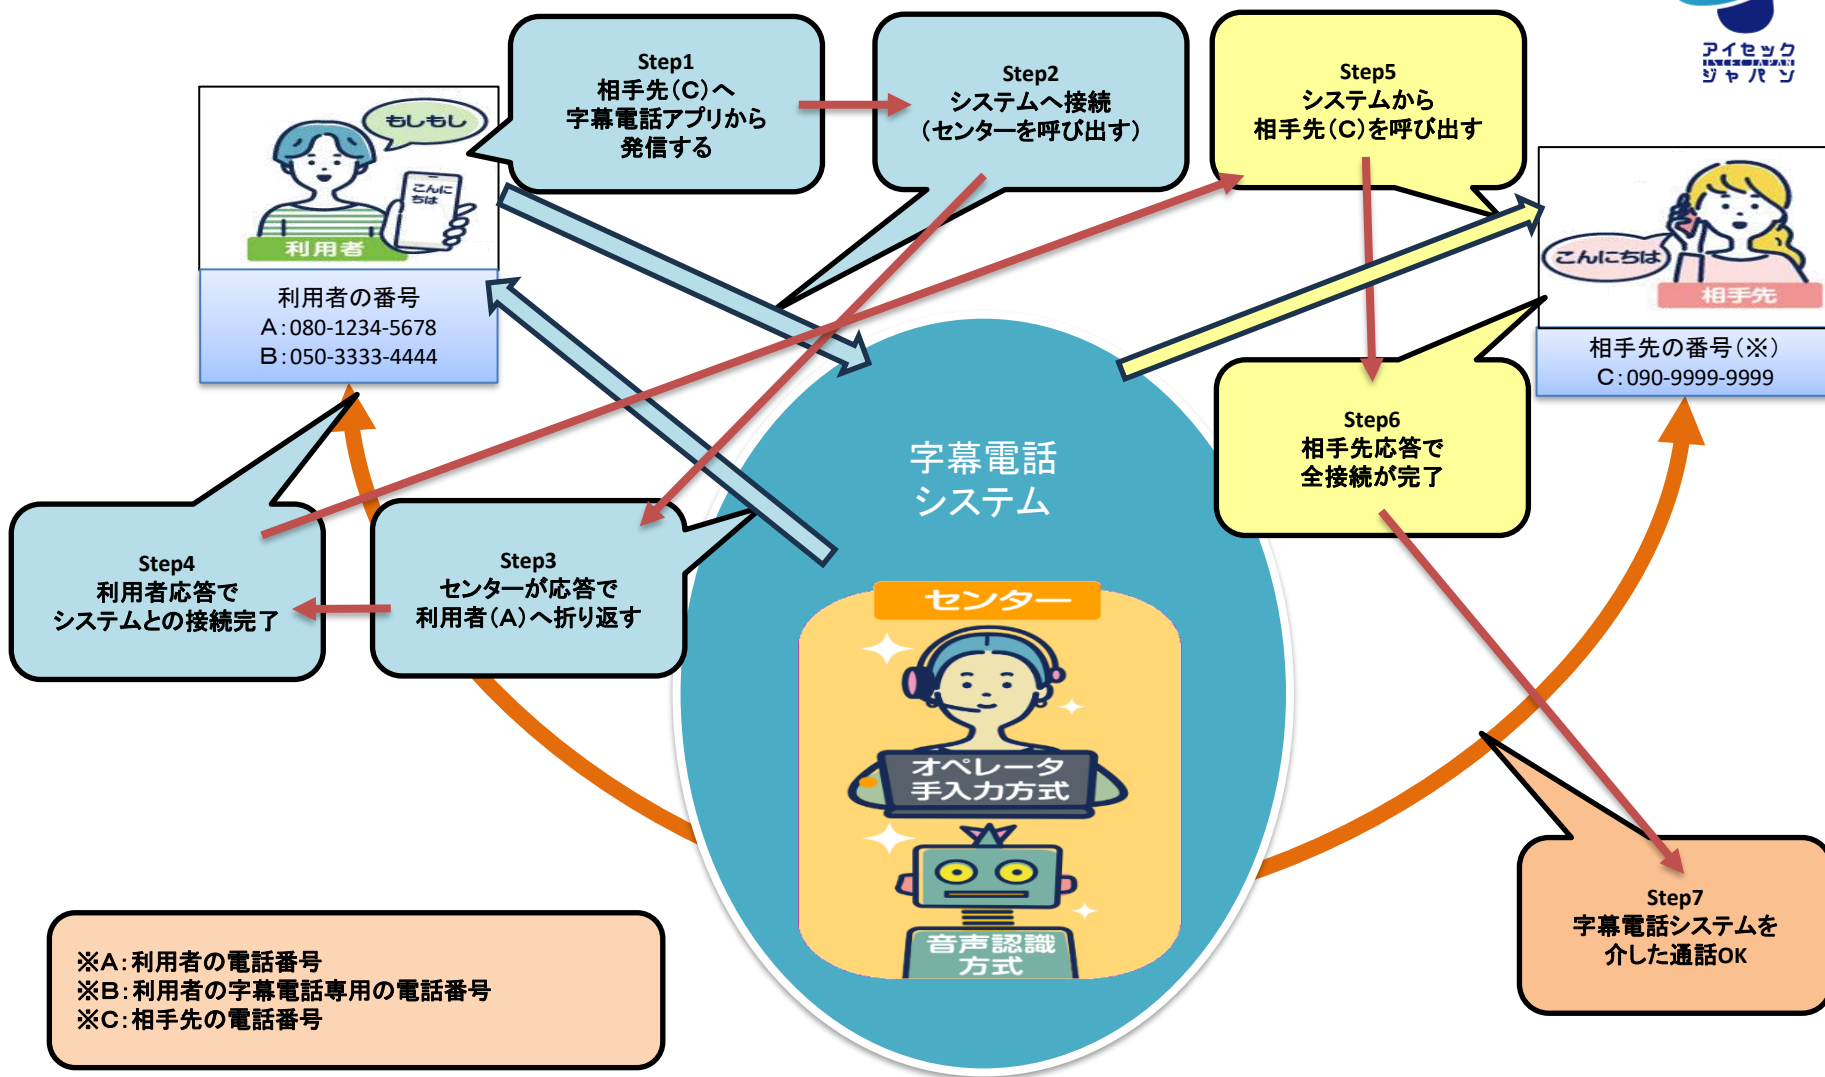 アイセック
ISCEC JAPAN
ジャパン
Step1
相手先(C)へ
字幕電話アプリから
発信する
Step2
システムへ接続
(センターを呼び出す)
Step5
システムから
相手先(C)を呼び出す
もしもし
こんに
ちは
利用者
利用者の番号
A:080-1234-5678
B:050-3333-4444
こんにちは
相手先
相手先の番号(※)
C:090-9999-9999
Step6
相手先応答で
全接続が完了
字幕電話
システム
Step4
利用者応答で
システムとの接続完了
Step3
センターが応答で
利用者(A)へ折り返す
センター
オペレータ
手入力方式
音声認識
方式
Step7
字幕電話システムを
介した通話OK
※A:利用者の電話番号
※B:利用者の字幕電話専用の電話番号
※C:相手先の電話番号